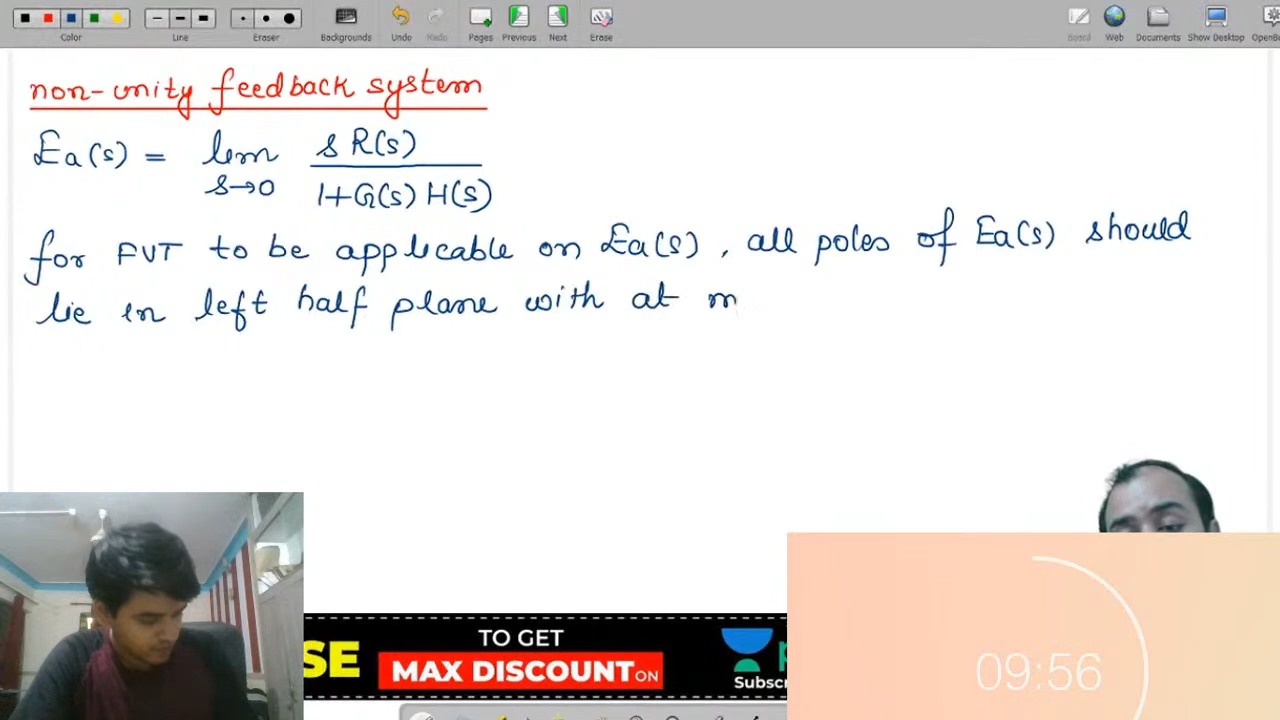 Color
Line
Eraser
Backgrounds
Undo
Redo
Pages
Previous
Next
Erase
Board
Web
Documents
Show Desktop
OpenBo
non-unity feedback system
Ea(s) = lim s→0 s R(s) / 1+G(s) H(s)
for FVT to be applicable on Ea(s), all poles of Ea(s) should
lie in left half plane with at m
SE
TO GET
MAX DISCOUNT ON
Subscr
09:56